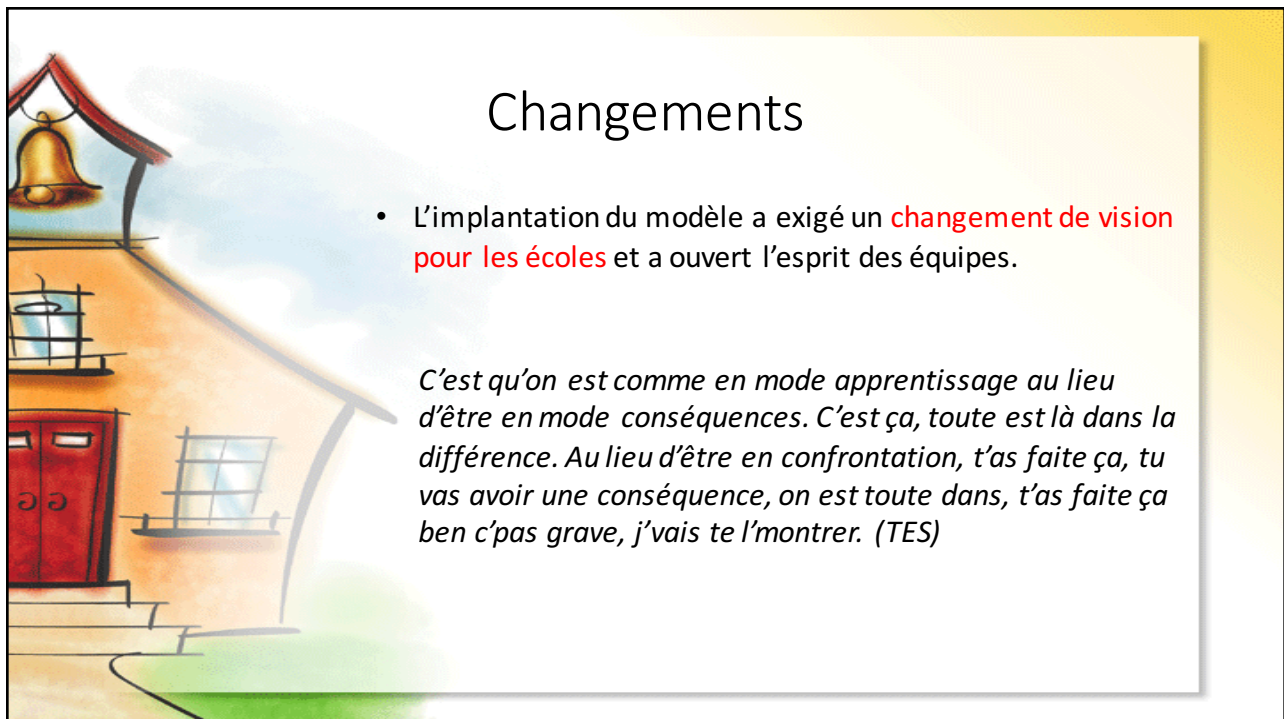 Changements
• L’implantation du modèle a exigé un changement de vision
pour les écoles et a ouvert l’esprit des équipes.
C’est qu’on est comme en mode apprentissage au lieu
d’être en mode conséquences. C’est ça, toute est là dans la
différence. Au lieu d’être en confrontation, t’as faite ça, tu
vas avoir une conséquence, on est toute dans, t’as faite ça
ben c’pas grave, j’vais te l’montrer. (TES)